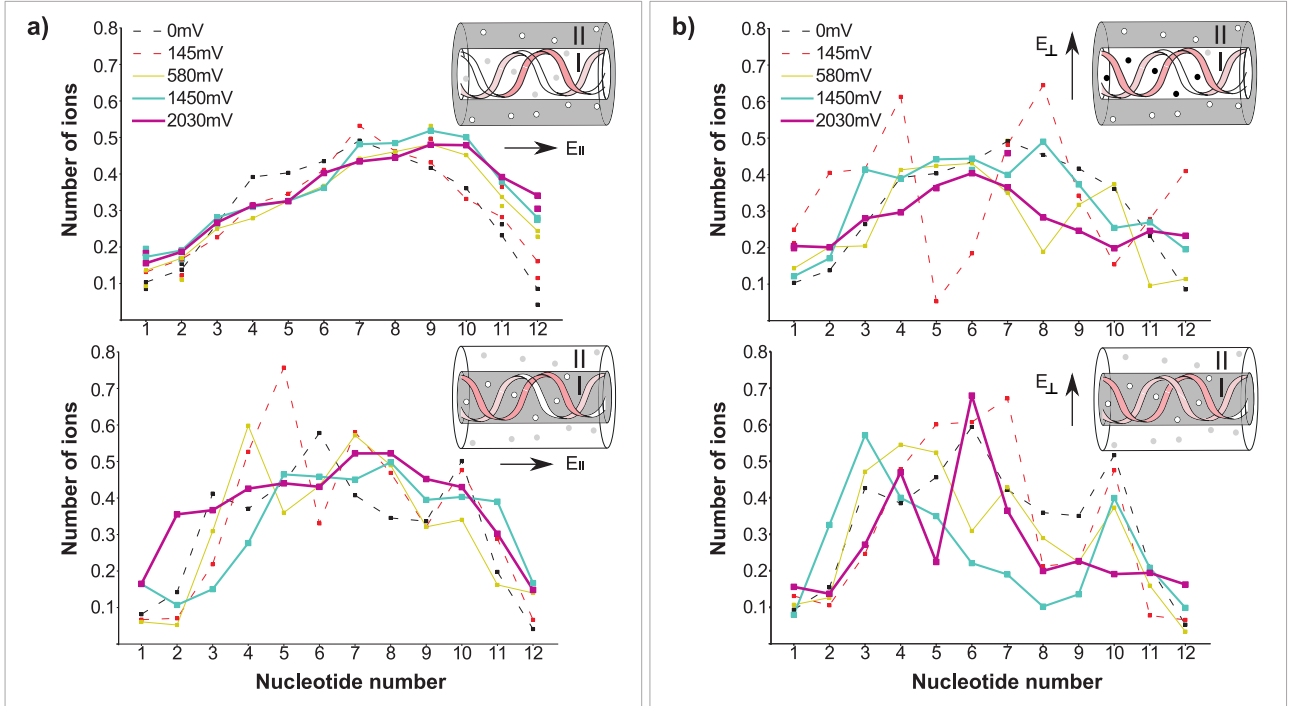 a)
0mV
145mV
580mV
1450mV
2030mV
II
I
E||
Number of ions
0.8
0.7
0.6
0.5
0.4
0.3
0.2
0.1
1 2 3 4 5 6 7 8 9 10 11 12
II
I
E||
Number of ions
0.8
0.7
0.6
0.5
0.4
0.3
0.2
0.1
1 2 3 4 5 6 7 8 9 10 11 12
Nucleotide number
b)
0mV
145mV
580mV
1450mV
2030mV
E⊥
II
I
Number of ions
0.8
0.7
0.6
0.5
0.4
0.3
0.2
0.1
1 2 3 4 5 6 7 8 9 10 11 12
E⊥
II
I
Number of ions
0.8
0.7
0.6
0.5
0.4
0.3
0.2
0.1
1 2 3 4 5 6 7 8 9 10 11 12
Nucleotide number